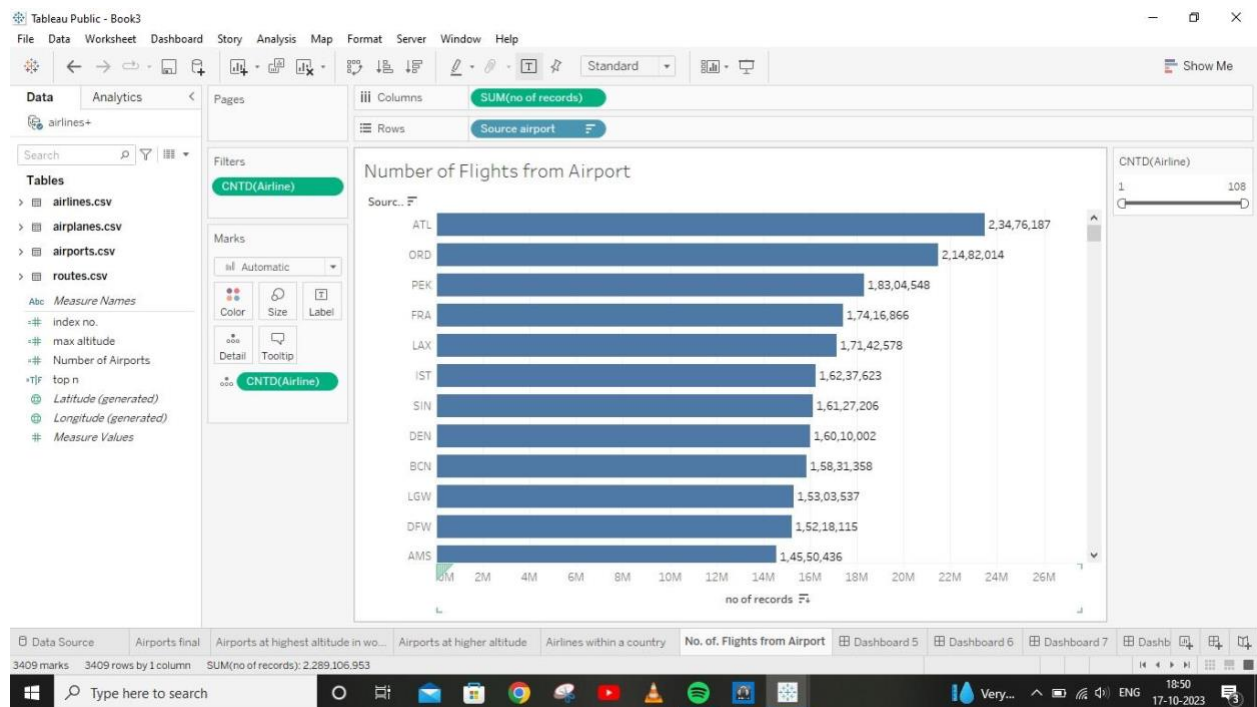 Tableau Public - Book3
File Data Worksheet Dashboard Story Analysis Map Format Server Window Help
Standard
Show Me
Data Analytics
airlines+
Search
Tables
airlines.csv
airplanes.csv
airports.csv
routes.csv
Abc Measure Names
=# index no.
=# max altitude
=# Number of Airports
=T|F top n
Latitude (generated)
Longitude (generated)
# Measure Values
Pages
Filters
CNTD(Airline)
Marks
Automatic
Color Size Label
Detail Tooltip
CNTD(Airline)
Columns SUM(no of records)
Rows Source airport
Number of Flights from Airport
Sourc..
ATL 2,34,76,187
ORD 2,14,82,014
PEK 1,83,04,548
FRA 1,74,16,866
LAX 1,71,42,578
IST 1,62,37,623
SIN 1,61,27,206
DEN 1,60,10,002
BCN 1,58,31,358
LGW 1,53,03,537
DFW 1,52,18,115
AMS 1,45,50,436
0M 2M 4M 6M 8M 10M 12M 14M 16M 18M 20M 22M 24M 26M
no of records
CNTD(Airline)
1 108
Data Source Airports final Airports at highest altitude in wo... Airports at higher altitude Airlines within a country No. of. Flights from Airport Dashboard 5 Dashboard 6 Dashboard 7 Dashb
3409 marks 3409 rows by 1 column SUM(no of records): 2,289,106,953
Type here to search
Very... ENG 18:50
17-10-2023
3